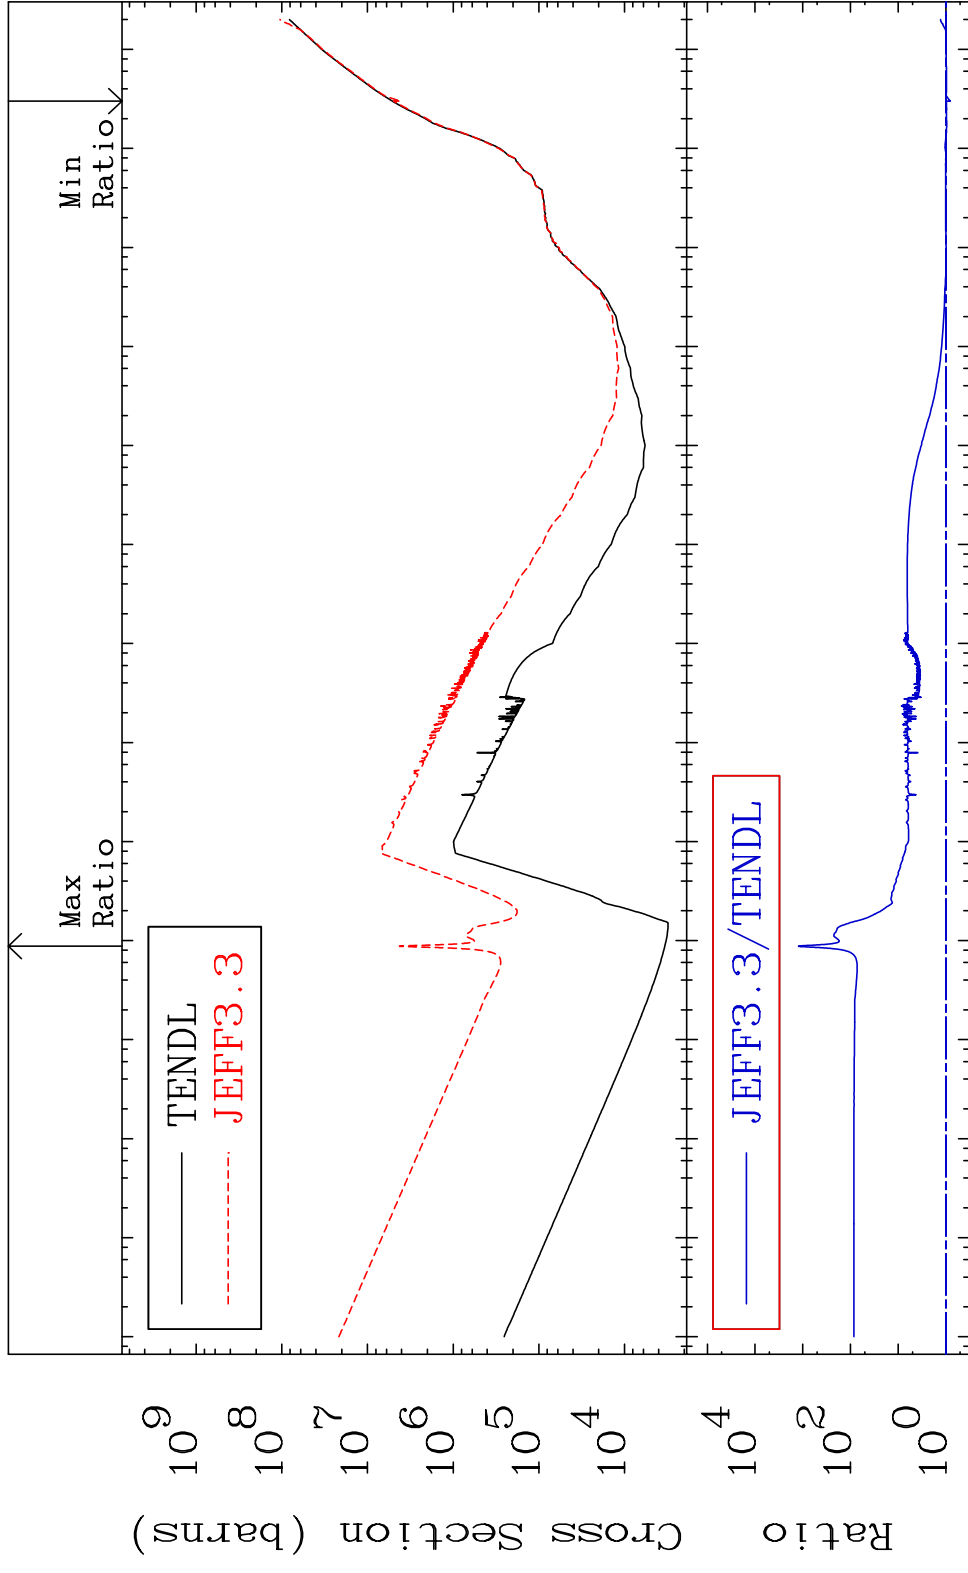 Max
Ratio
Min
Ratio
TENDL
JEFF3.3
Cross Section (barns)
10 9
10 8
10 7
10 6
10 5
10 4
JEFF3.3/TENDL
Ratio
10 4
10 2
10 0